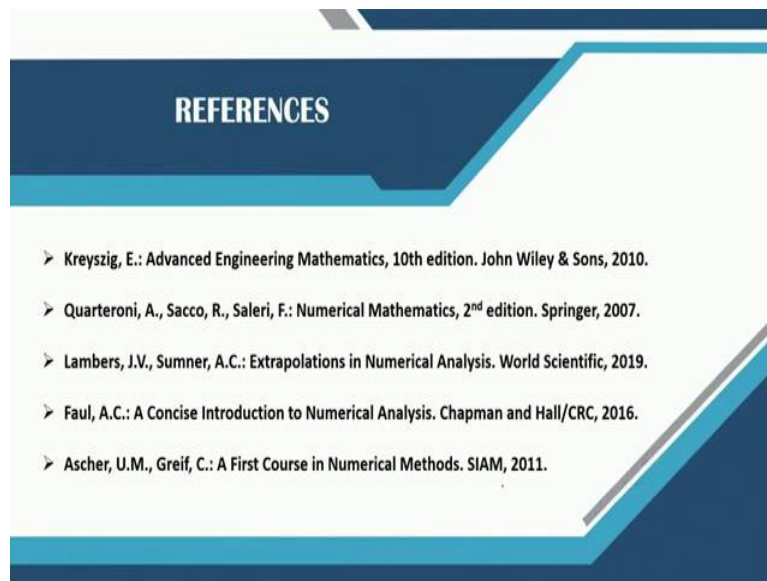 REFERENCES
➢ Kreyszig, E.: Advanced Engineering Mathematics, 10th edition. John Wiley & Sons, 2010.
➢ Quarteroni, A., Sacco, R., Saleri, F.: Numerical Mathematics, 2nd edition. Springer, 2007.
➢ Lambers, J.V., Sumner, A.C.: Extrapolations in Numerical Analysis. World Scientific, 2019.
➢ Faul, A.C.: A Concise Introduction to Numerical Analysis. Chapman and Hall/CRC, 2016.
➢ Ascher, U.M., Greif, C.: A First Course in Numerical Methods. SIAM, 2011.